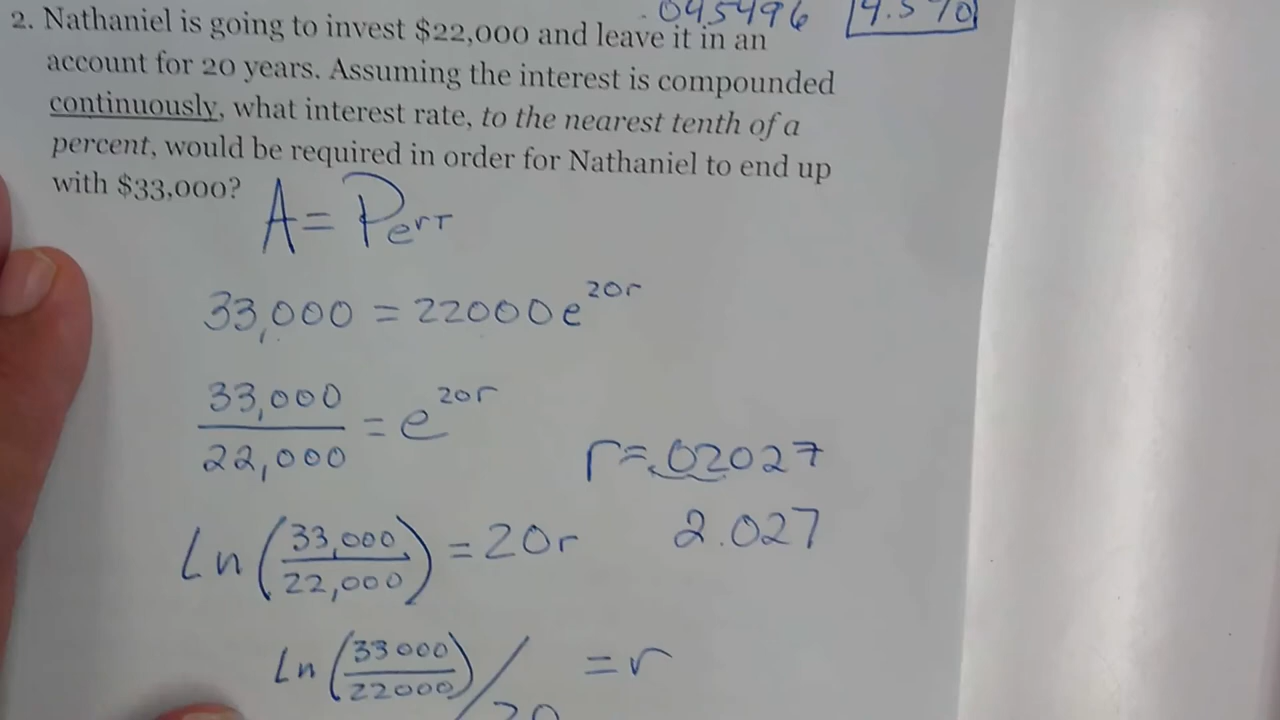 .045496 4.5%
2. Nathaniel is going to invest $22,000 and leave it in an
account for 20 years. Assuming the interest is compounded
continuously, what interest rate, to the nearest tenth of a
percent, would be required in order for Nathaniel to end up
with $33,000?
A = Pe^rT
33,000 = 22000e^20r
33,000 / 22,000 = e^20r
r = .02027
2.027
Ln (33,000 / 22,000) = 20r
Ln (33000 / 22000) / 20 = r